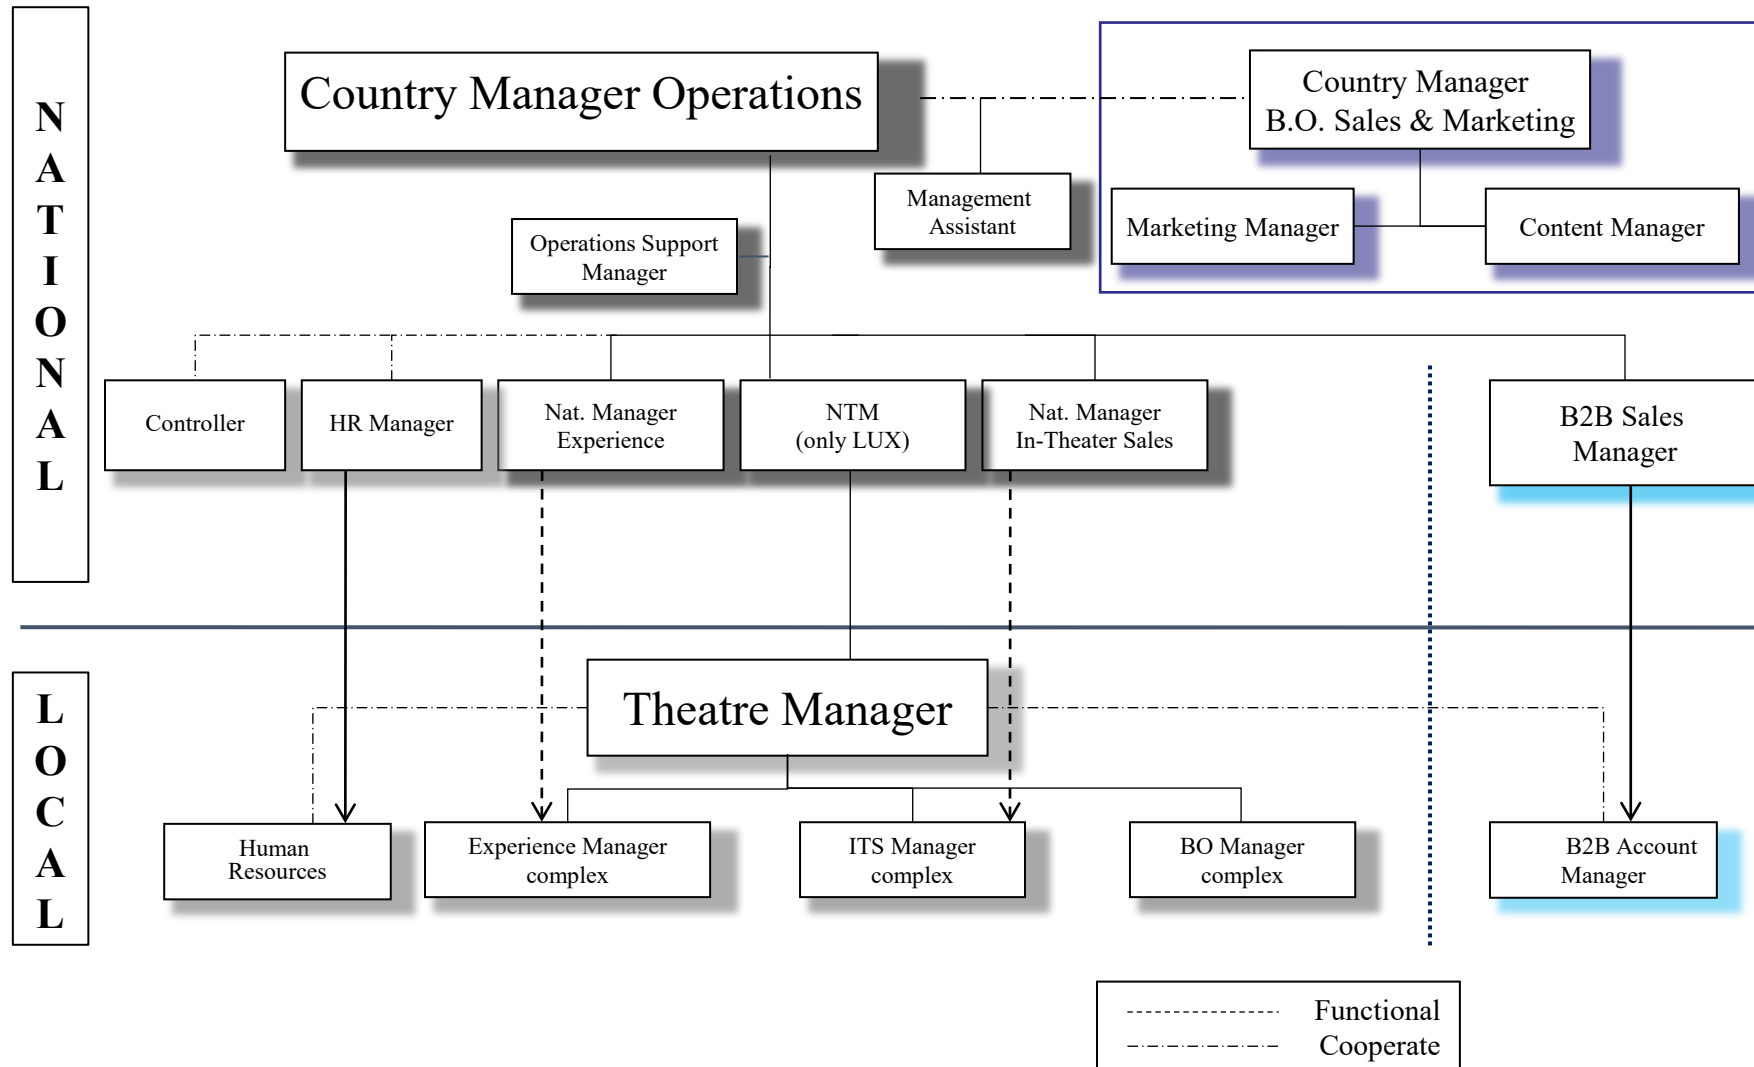 NATIONAL
Country Manager Operations
Country Manager
B.O. Sales & Marketing
Management
Assistant
Marketing Manager
Content Manager
Operations Support
Manager
Controller
HR Manager
Nat. Manager
Experience
NTM
(only LUX)
Nat. Manager
In-Theater Sales
B2B Sales
Manager
LOCAL
Theatre Manager
Human
Resources
Experience Manager
complex
ITS Manager
complex
BO Manager
complex
B2B Account
Manager
Functional
Cooperate